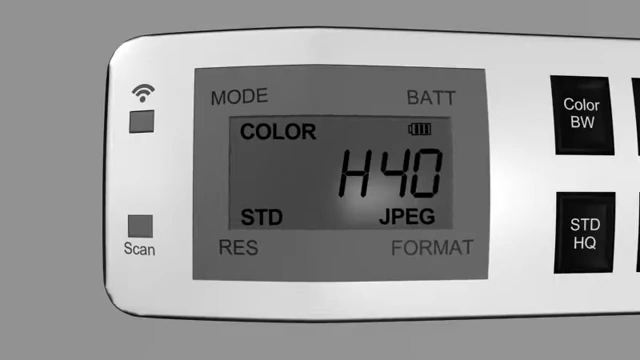 MODE BATT
COLOR
H40
STD JPEG
RES FORMAT
Scan
Color
BW
STD
HQ